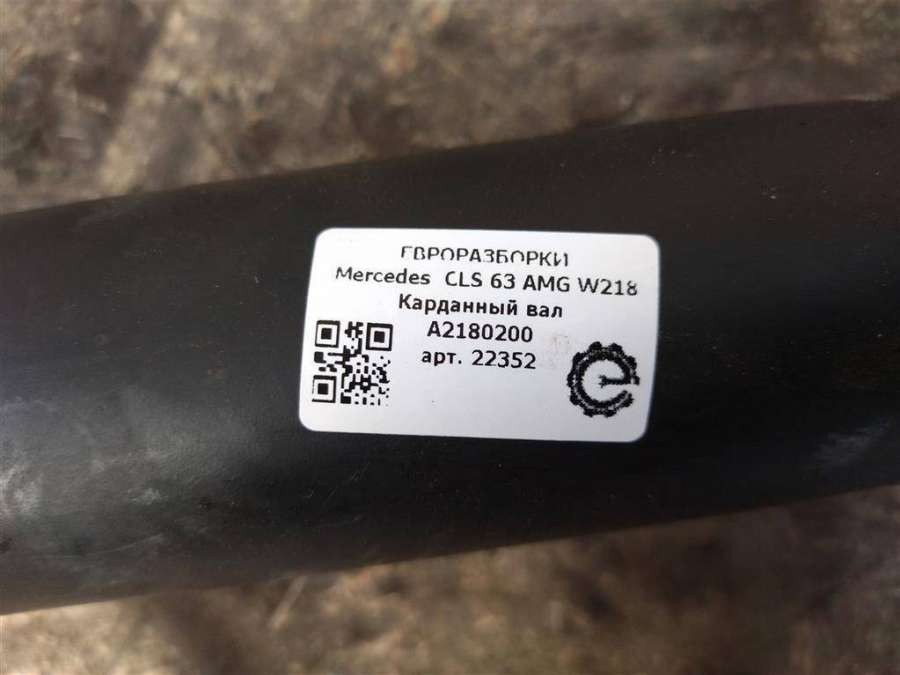 ЕВРОРАЗБОРКИ
Mercedes CLS 63 AMG W218
Карданный вал
A2180200
арт. 22352